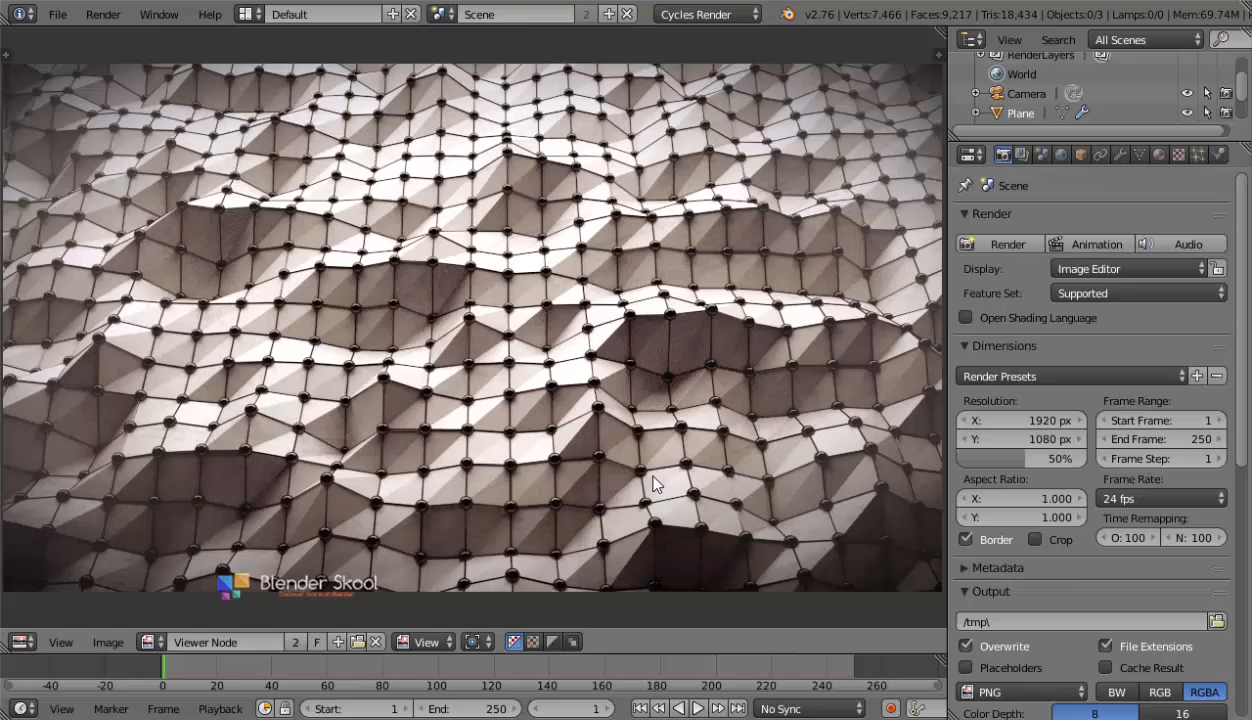 File Render Window Help Default Scene 2 Cycles Render v2.76 | Verts:7,466 | Faces:9,217 | Tris:18,434 | Objects:0/3 | Lamps:0/0 | Mem:69.74M
View Search All Scenes
RenderLayers
World
Camera
Plane
Scene
Render
Render Animation Audio
Display: Image Editor
Feature Set: Supported
Open Shading Language
Dimensions
Render Presets
Resolution: Frame Range:
X: 1920 px Start Frame: 1
Y: 1080 px End Frame: 250
50% Frame Step: 1
Aspect Ratio: Frame Rate:
X: 1.000 24 fps
Y: 1.000 Time Remapping:
Border Crop O: 100 N: 100
Metadata
Output
/tmp\
Overwrite File Extensions
Placeholders Cache Result
PNG BW RGB RGBA
Color Depth: 8 16
Blender Skool
View Image Viewer Node 2 F View
-40 -20 0 20 40 60 80 100 120 140 160 180 200 220 240 260
View Marker Frame Playback Start: 1 End: 250 1 No Sync